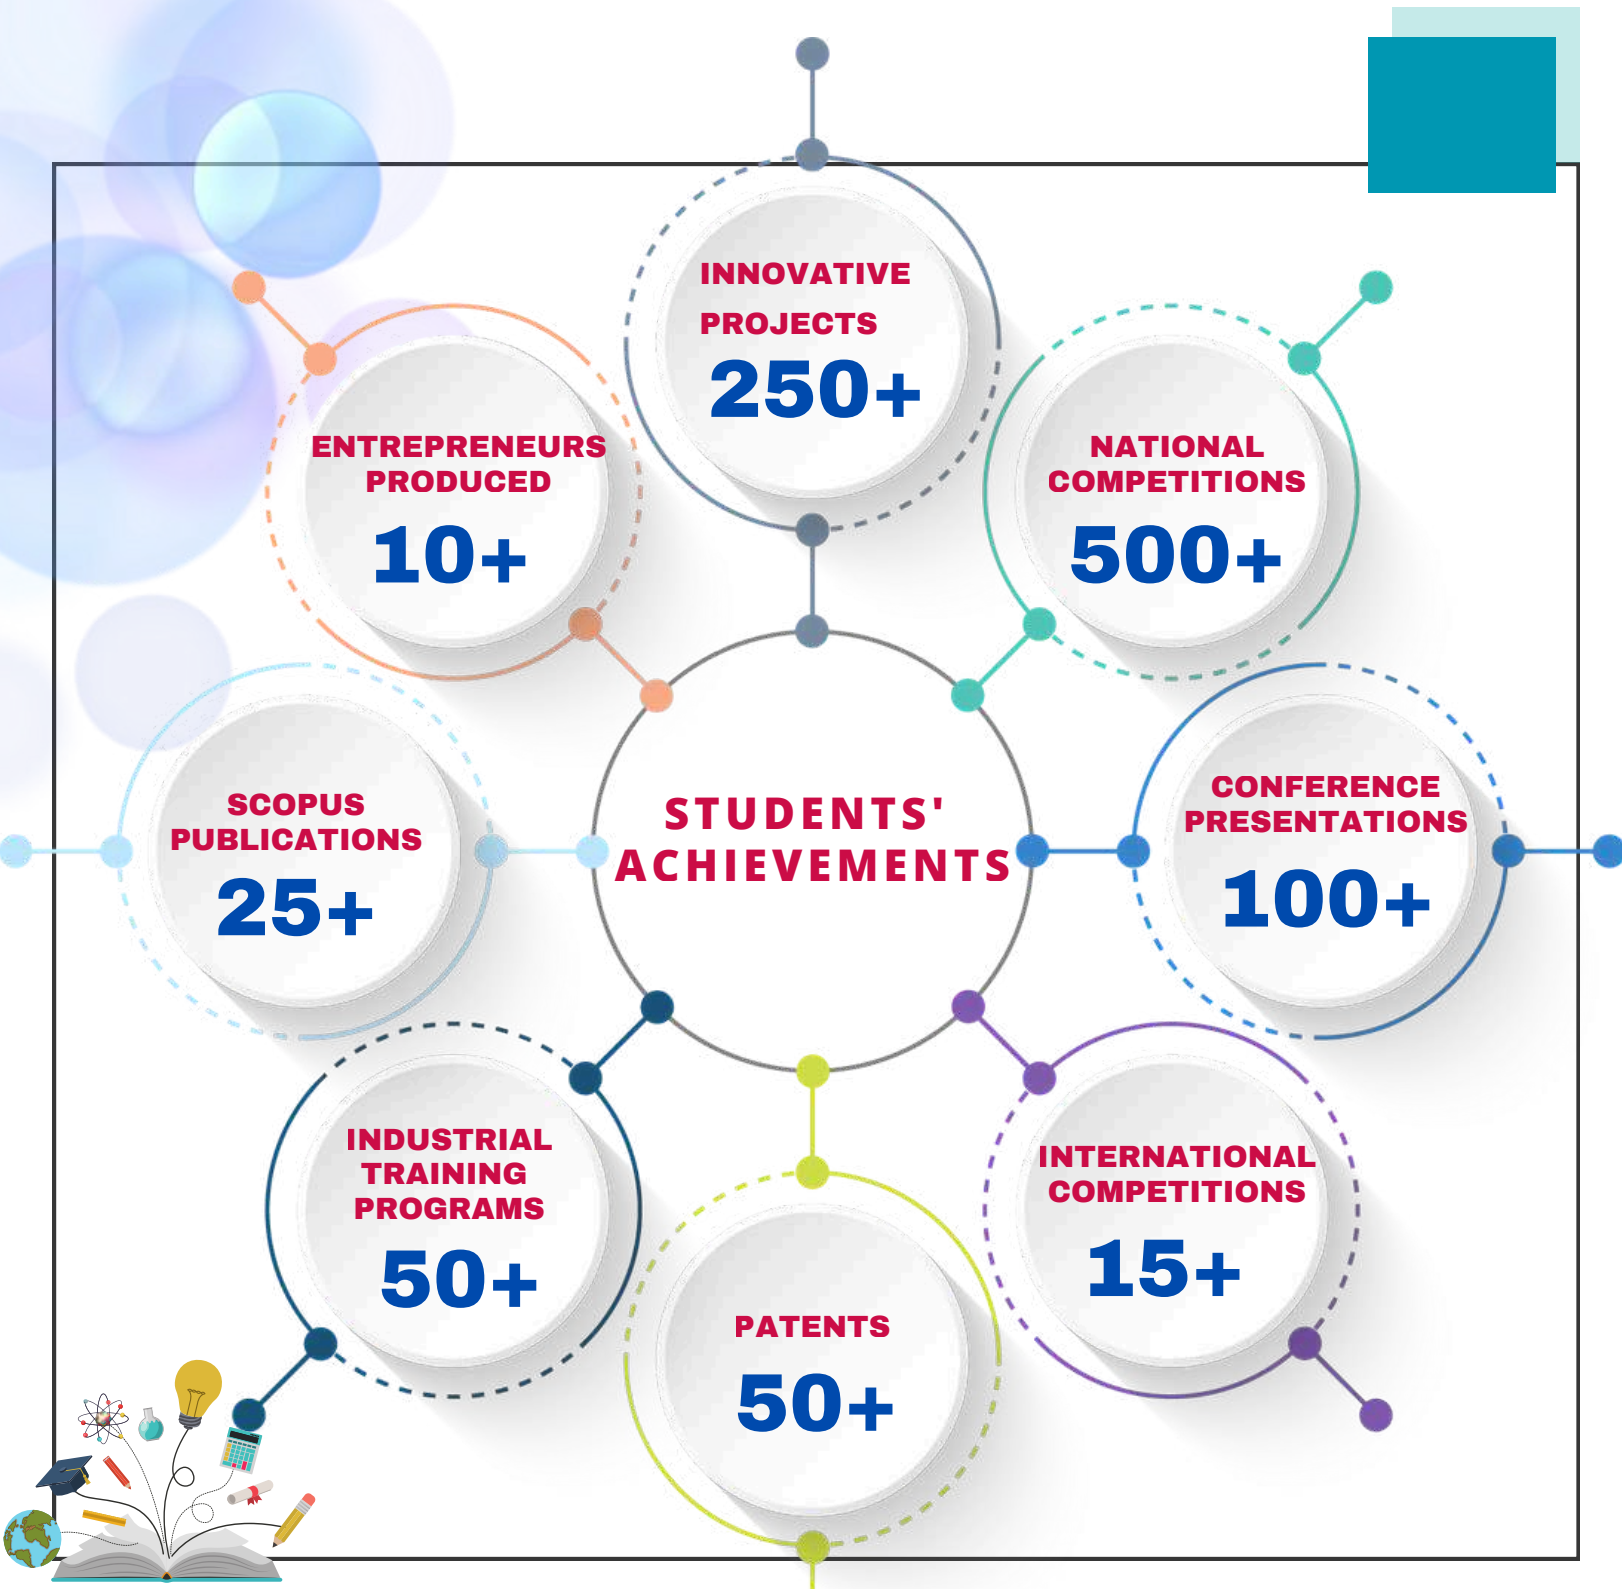 INNOVATIVE
PROJECTS
250+
ENTREPRENEURS
PRODUCED
10+
NATIONAL
COMPETITIONS
500+
SCOPUS
PUBLICATIONS
25+
STUDENTS'
ACHIEVEMENTS
CONFERENCE
PRESENTATIONS
100+
INDUSTRIAL
TRAINING
PROGRAMS
50+
INTERNATIONAL
COMPETITIONS
15+
PATENTS
50+